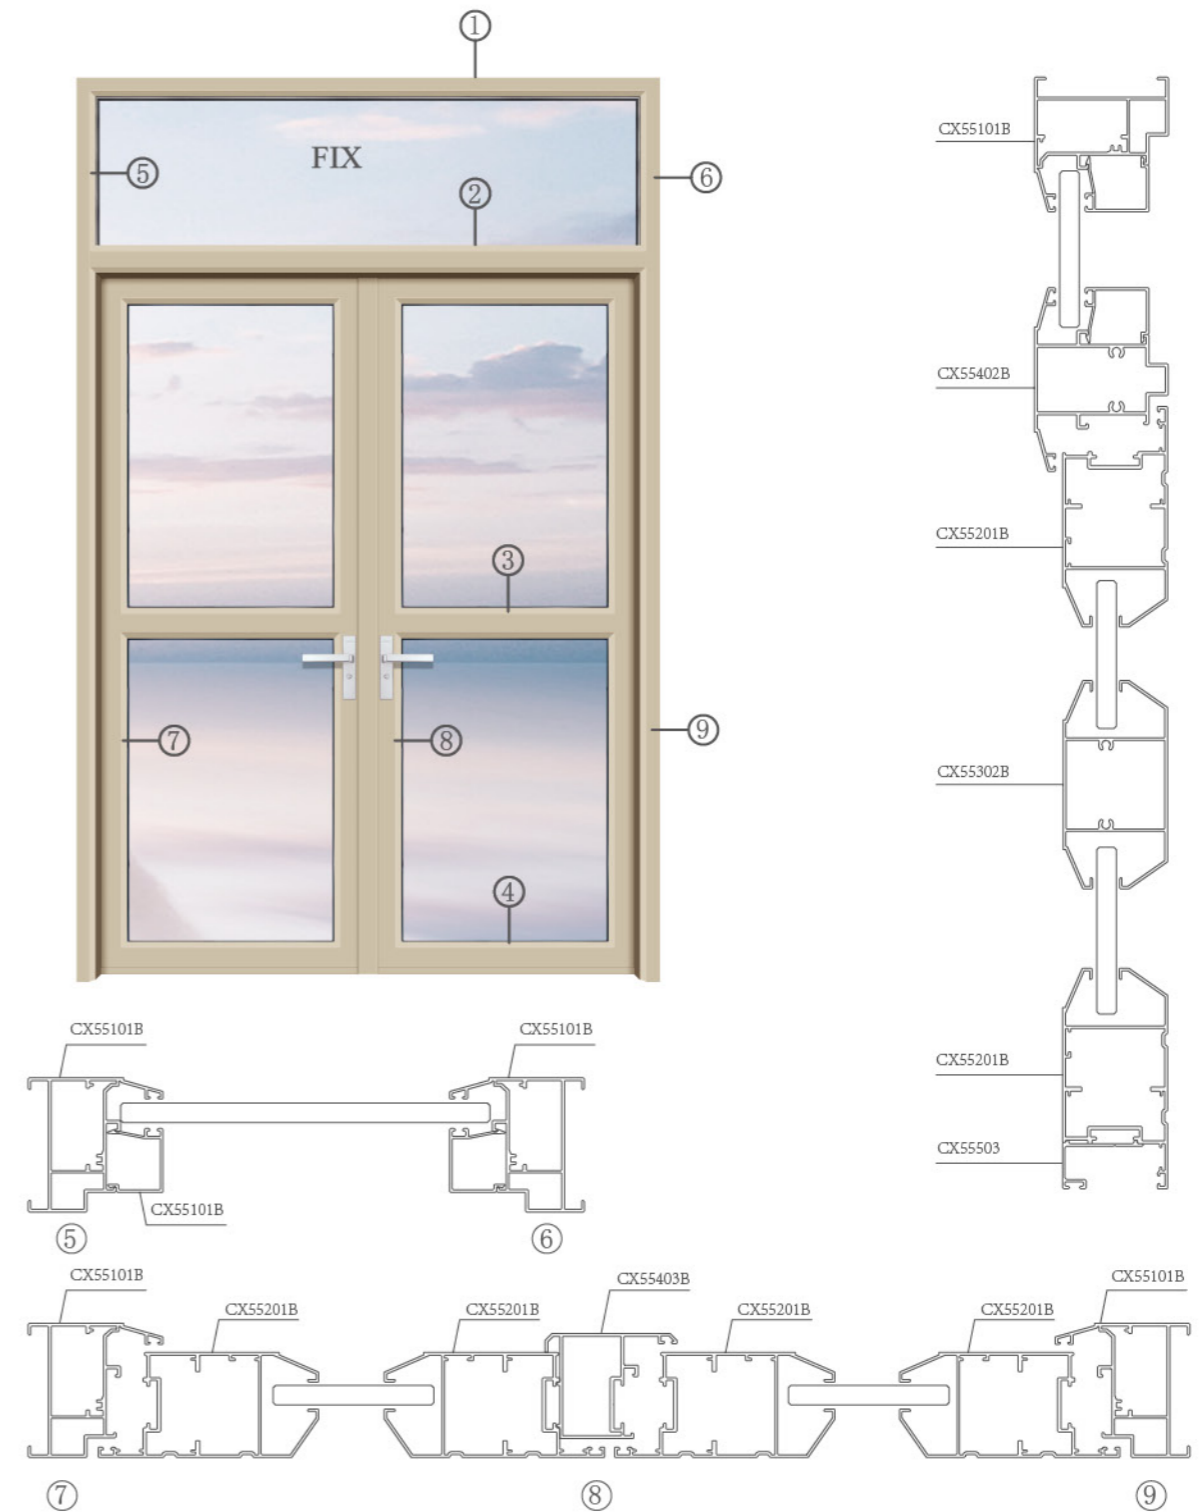 ①
FIX
⑤
⑥
②
③
④
⑦
⑧
⑨
CX55101B
CX55402B
CX55201B
CX55302B
CX55201B
CX55503
CX55101B
CX55101B
CX55101B
⑤
⑥
CX55101B
CX55201B
CX55201B
CX55403B
CX55201B
CX55201B
CX55101B
⑦
⑧
⑨